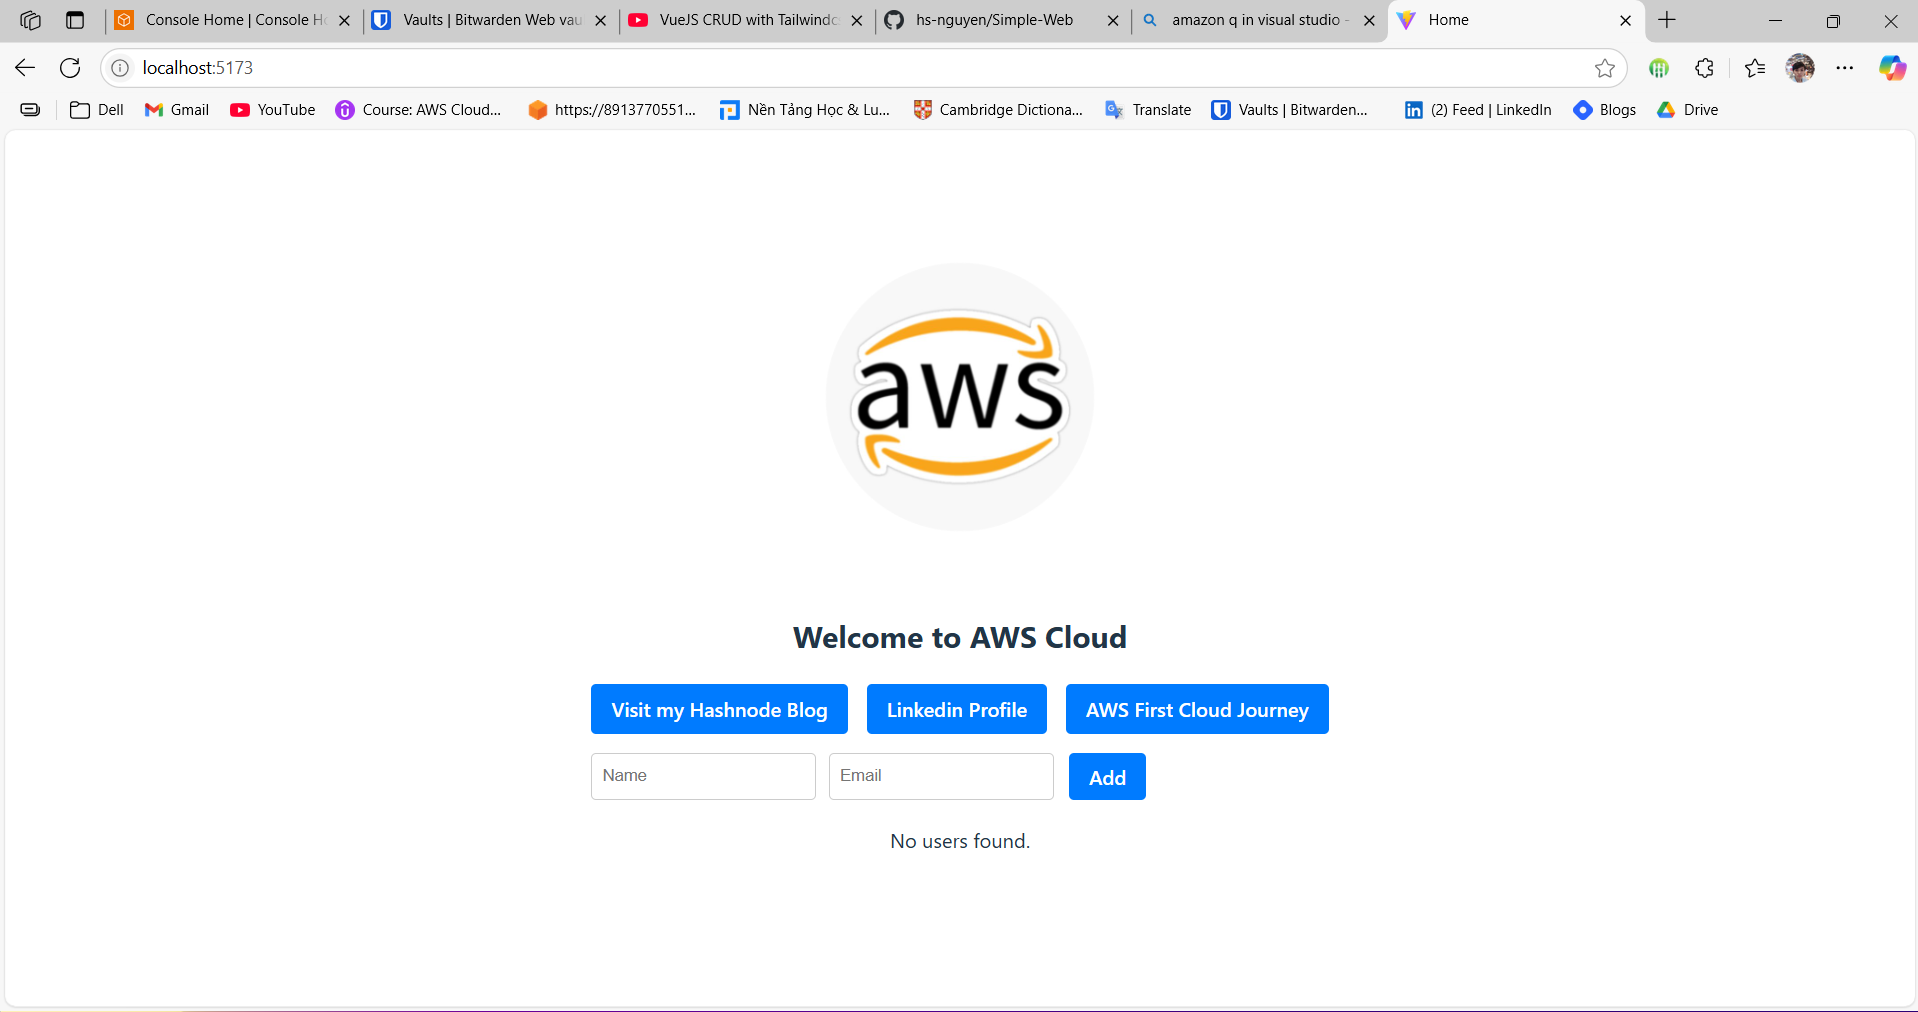 Console Home | Console Ho
Vaults | Bitwarden Web vau
VueJS CRUD with Tailwindc
hs-nguyen/Simple-Web
amazon q in visual studio -
Home
localhost:5173
Dell
Gmail
YouTube
Course: AWS Cloud...
https://8913770551...
Nền Tảng Học & Lu...
Cambridge Dictiona...
Translate
Vaults | Bitwarden...
(2) Feed | LinkedIn
Blogs
Drive
aws
Welcome to AWS Cloud
Visit my Hashnode Blog
Linkedin Profile
AWS First Cloud Journey
Name
Email
Add
No users found.